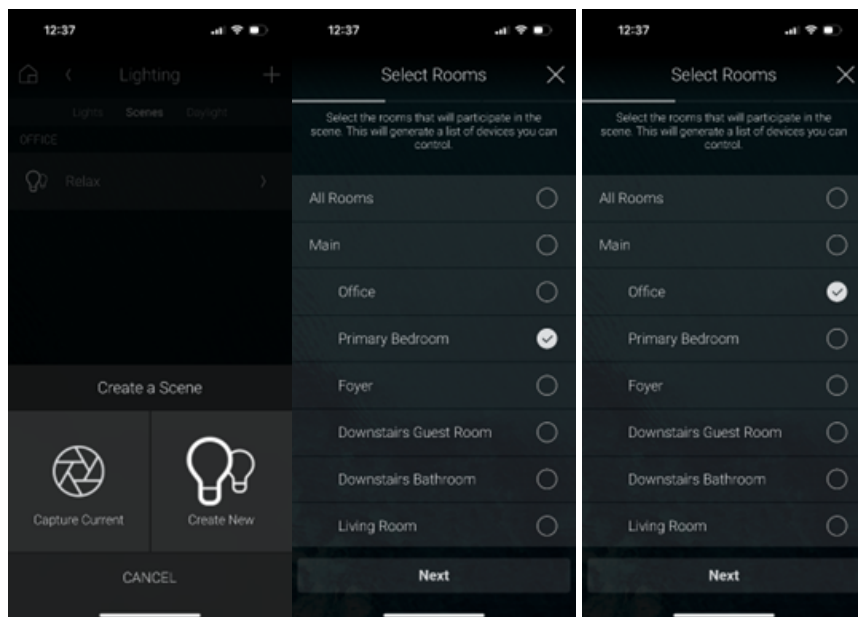 12:37
Lighting
Lights Scenes Daylight
OFFICE
Relax
Create a Scene
Capture Current
Create New
CANCEL
12:37
Select Rooms
Select the rooms that will participate in the
scene. This will generate a list of devices you can
control.
All Rooms
Main
Office
Primary Bedroom
Foyer
Downstairs Guest Room
Downstairs Bathroom
Living Room
Next
12:37
Select Rooms
Select the rooms that will participate in the
scene. This will generate a list of devices you can
control.
All Rooms
Main
Office
Primary Bedroom
Foyer
Downstairs Guest Room
Downstairs Bathroom
Living Room
Next